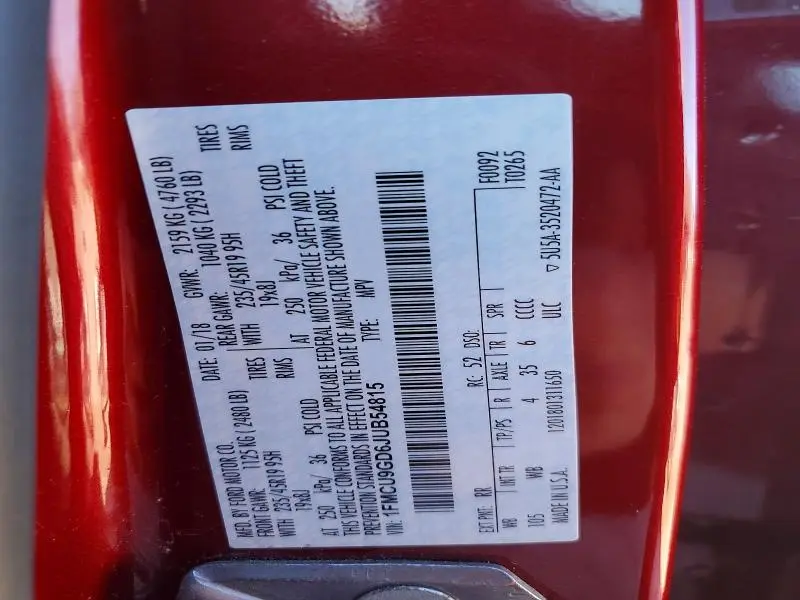 MFD. BY FORD MOTOR CO.
DATE: 01/18 GVWR: 2159 KG ( 4760 LB)
FRONT GAWR: 1125 KG ( 2480 LB) REAR GAWR: 1040 KG ( 2293 LB)
WITH 235/45R19 95H TIRES WITH 235/45R19 95H TIRES
19x8J RIMS 19x8J RIMS
AT 250 kPa/ 36 PSI COLD AT 250 kPa/ 36 PSI COLD
THIS VEHICLE CONFORMS TO ALL APPLICABLE FEDERAL MOTOR VEHICLE SAFETY AND THEFT
PREVENTION STANDARDS IN EFFECT ON THE DATE OF MANUFACTURE SHOWN ABOVE.
VIN: 1FMCU9GD6JUB54815 TYPE: MPV
EXT PNT: RR RC: 52 DSO: F0092
WB INT TR TP/PS R AXLE TR SPR T0265
105 WB 4 35 6 CCCC
MADE IN U.S.A. 1201801311650 ULC ▽ 5U5A-3520472-AA